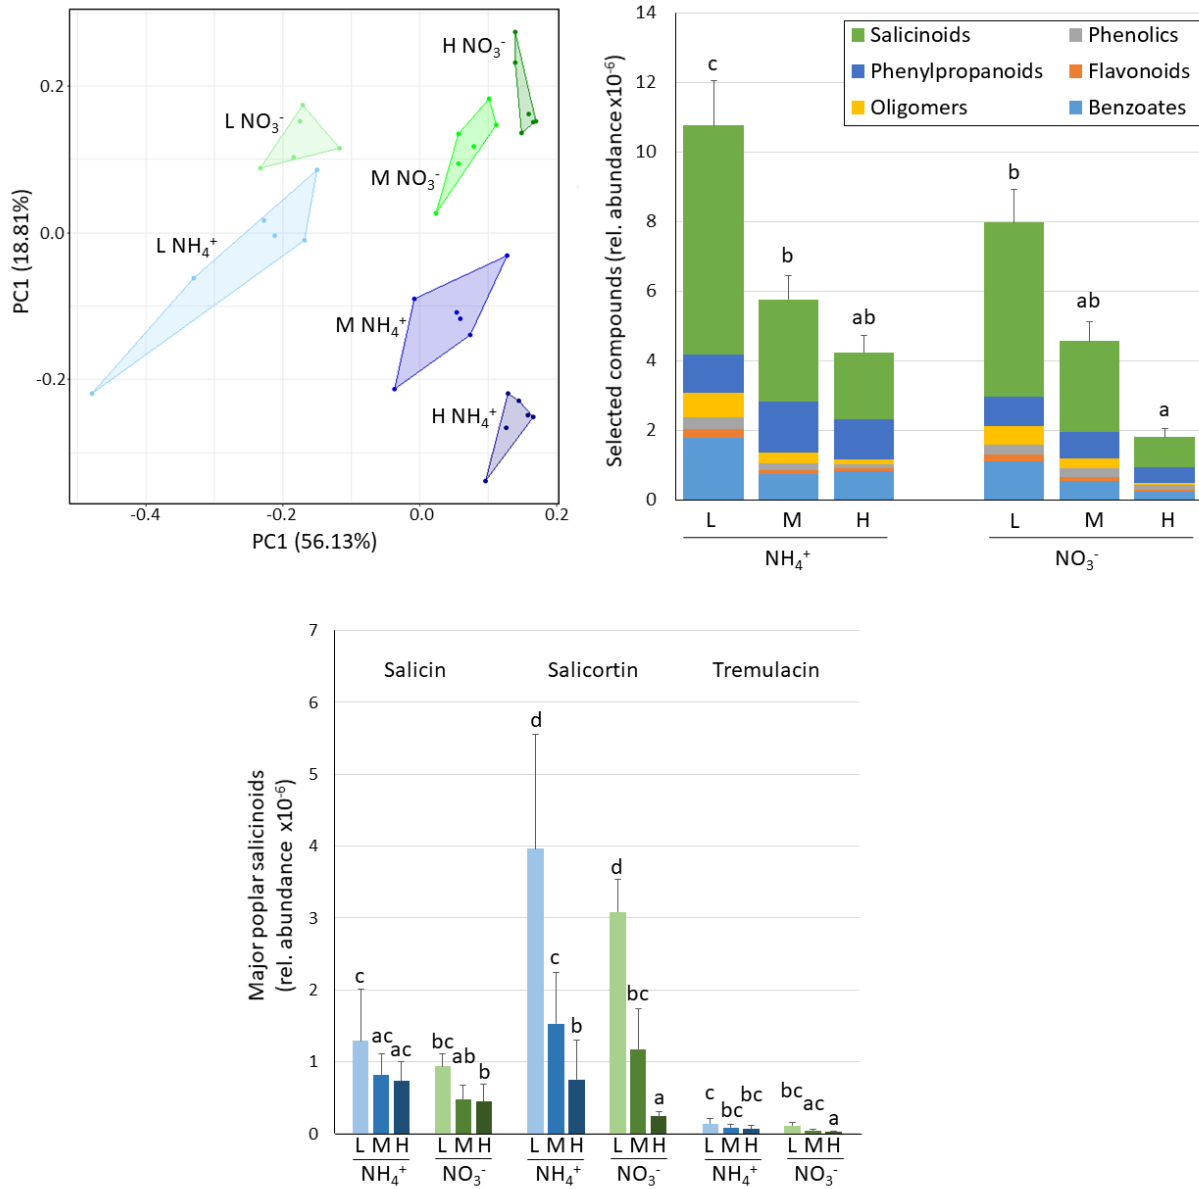 H NO₃⁻
0.2
L NO₃⁻
M NO₃⁻
0.0
L NH₄⁺
M NH₄⁺
-0.2
H NH₄⁺
-0.4 -0.2 0.0 0.2
PC1 (18.81%)
PC1 (56.13%)
14
12
10
8
6
4
2
0
Selected compounds (rel. abundance x10⁻⁶)
Salicinoids Phenolics
Phenylpropanoids Flavonoids
Oligomers Benzoates
c
b
ab
b
ab
a
L M H L M H
NH₄⁺ NO₃⁻
7
6
5
4
3
2
1
0
Major poplar salicinoids
(rel. abundance x10⁻⁶)
Salicin Salicortin Tremulacin
c ac ac bc ab b
d c b d bc a
c bc bc bc ac a
L M H L M H L M H L M H L M H L M H
NH₄⁺ NO₃⁻ NH₄⁺ NO₃⁻ NH₄⁺ NO₃⁻